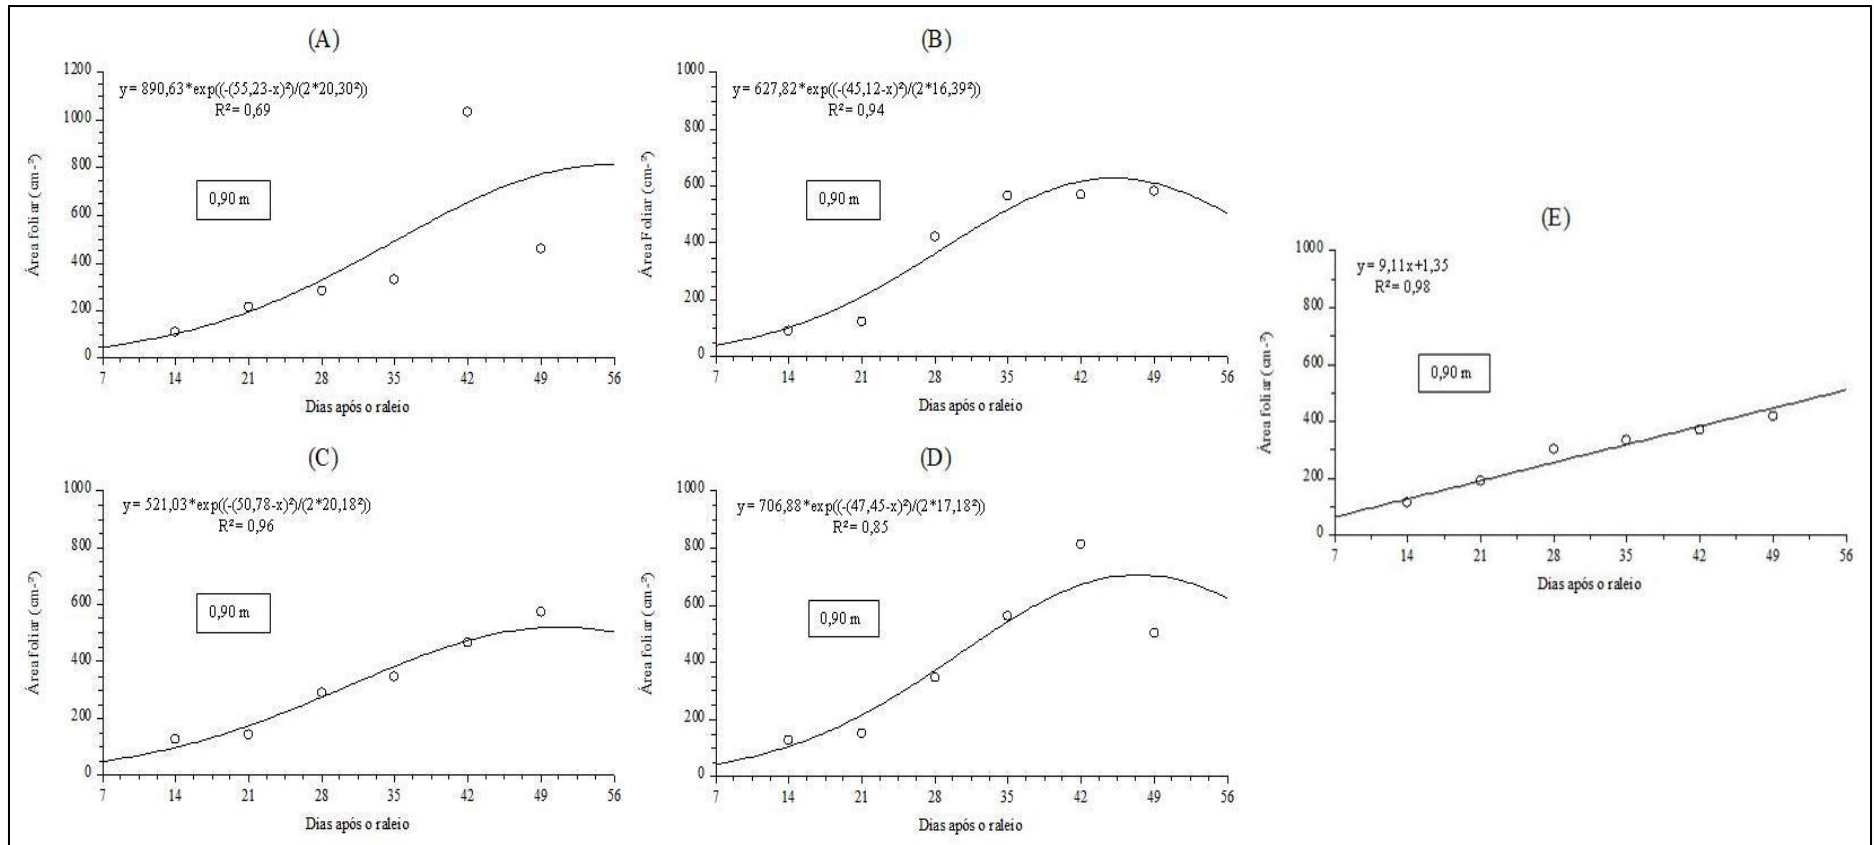 (A)
1200
1000
800
600
400
200
0
y = 890,63*exp((-(55,23-x)²)/(2*20,30²))
R² = 0,69
0,90 m
Área foliar (cm-²)
7 14 21 28 35 42 49 56
Dias após o raleio
(B)
1000
800
600
400
200
0
y = 627,82*exp((-(45,12-x)²)/(2*16,39²))
R² = 0,94
0,90 m
Área Foliar (cm-²)
7 14 21 28 35 42 49 56
Dias após o raleio
(C)
1000
800
600
400
200
0
y = 521,03*exp((-(50,78-x)²)/(2*20,18²))
R² = 0,96
0,90 m
Área foliar (cm-²)
7 14 21 28 35 42 49 56
Dias após o raleio
(D)
1000
800
600
400
200
0
y = 706,88*exp((-(47,45-x)²)/(2*17,18²))
R² = 0,85
0,90 m
Área foliar (cm-²)
7 14 21 28 35 42 49 56
Dias após o raleio
(E)
1000
800
600
400
200
0
y = 9,11x+1,35
R² = 0,98
0,90 m
Área foliar (cm-²)
7 14 21 28 35 42 49 56
Dias após o raleio